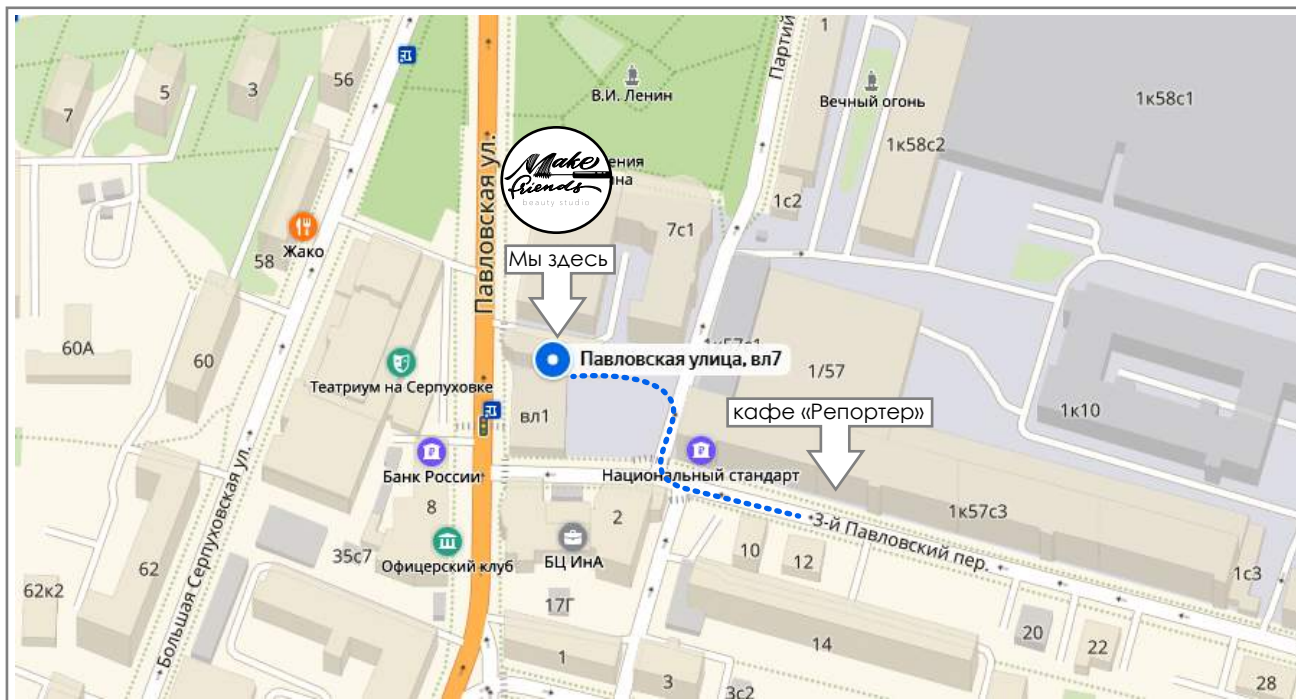 1
56
В.И. Ленин
Партий
5
3
7
Вечный огонь
1к58с1
1к58с2
Павловская ул.
Make
friends
beauty studio
ения
на
1с2
7с1
Жако
58
Мы здесь
60А
60
Театриум на Серпуховке
Павловская улица, вл7
1/57
кафе «Репортер»
1к10
вл1
Банк России
Национальный стандарт
8
2
1к57с3
3-й Павловский пер.
Большая Серпуховская ул.
35с7
Офицерский клуб
БЦ ИнА
10
12
62
62к2
17Г
1с3
20
22
14
1
3
3с2
28